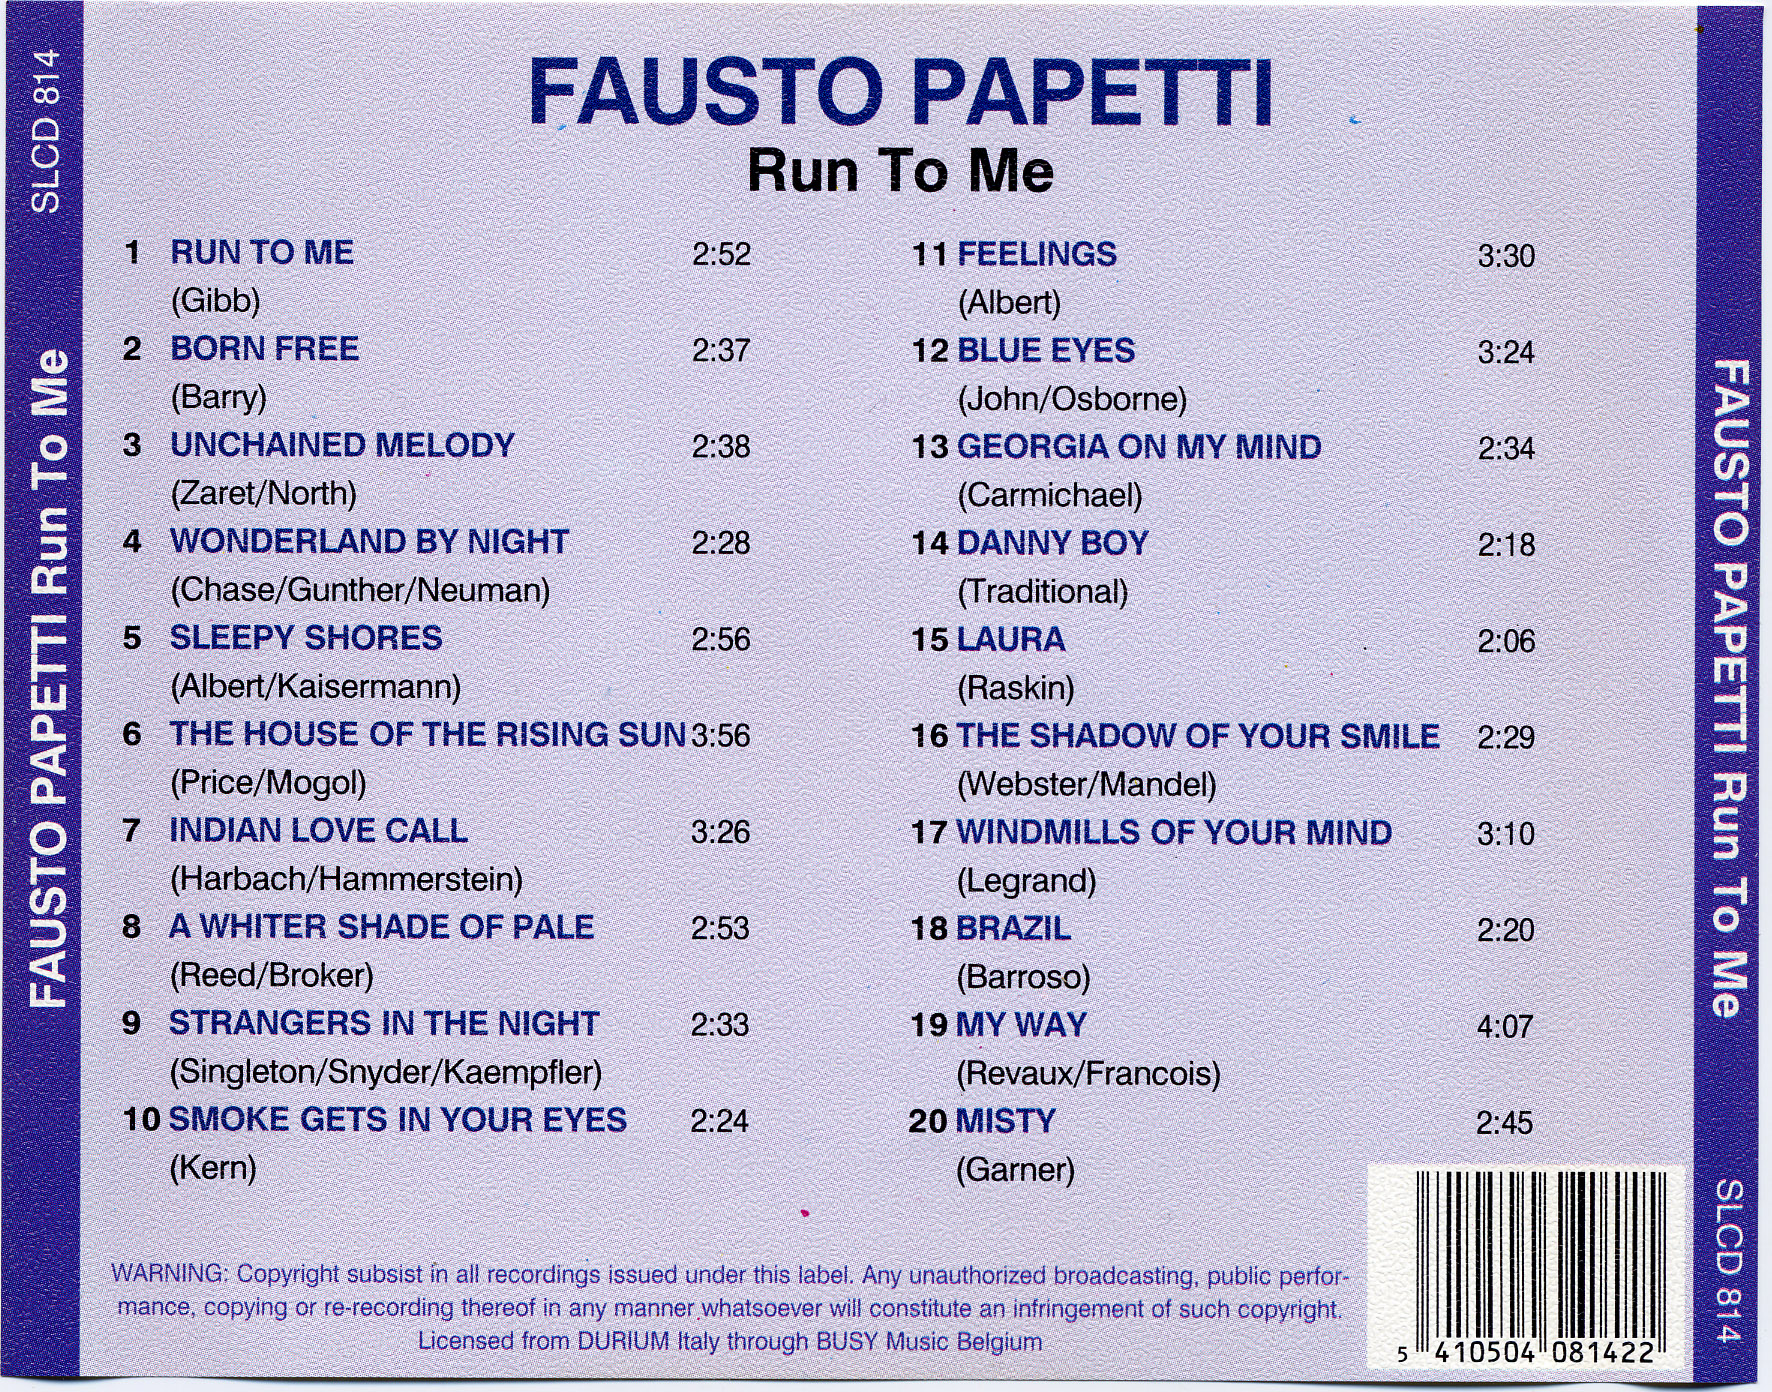 SLCD 814
FAUSTO PAPETTI Run To Me
FAUSTO PAPETTI
Run To Me
1 RUN TO ME 2:52
(Gibb)
2 BORN FREE 2:37
(Barry)
3 UNCHAINED MELODY 2:38
(Zaret/North)
4 WONDERLAND BY NIGHT 2:28
(Chase/Gunther/Neuman)
5 SLEEPY SHORES 2:56
(Albert/Kaisermann)
6 THE HOUSE OF THE RISING SUN 3:56
(Price/Mogol)
7 INDIAN LOVE CALL 3:26
(Harbach/Hammerstein)
8 A WHITER SHADE OF PALE 2:53
(Reed/Broker)
9 STRANGERS IN THE NIGHT 2:33
(Singleton/Snyder/Kaempfler)
10 SMOKE GETS IN YOUR EYES 2:24
(Kern)
11 FEELINGS 3:30
(Albert)
12 BLUE EYES 3:24
(John/Osborne)
13 GEORGIA ON MY MIND 2:34
(Carmichael)
14 DANNY BOY 2:18
(Traditional)
15 LAURA 2:06
(Raskin)
16 THE SHADOW OF YOUR SMILE 2:29
(Webster/Mandel)
17 WINDMILLS OF YOUR MIND 3:10
(Legrand)
18 BRAZIL 2:20
(Barroso)
19 MY WAY 4:07
(Revaux/Francois)
20 MISTY 2:45
(Garner)
WARNING: Copyright subsist in all recordings issued under this label. Any unauthorized broadcasting, public perfor-
mance, copying or re-recording thereof in any manner whatsoever will constitute an infringement of such copyright.
Licensed from DURIUM Italy through BUSY Music Belgium
5 410504 081422
FAUSTO PAPETTI Run To Me
SLCD 814